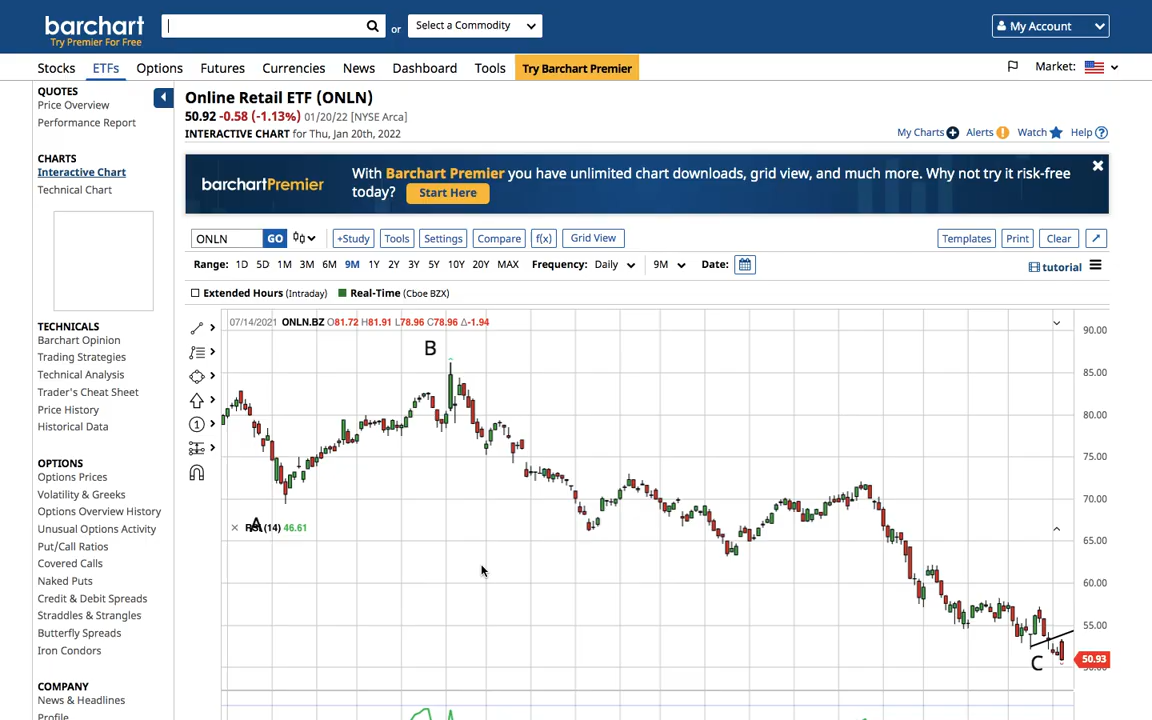 barchart
Try Premier For Free
or
Select a Commodity
My Account
Stocks
ETFs
Options
Futures
Currencies
News
Dashboard
Tools
Try Barchart Premier
Market:
QUOTES
Price Overview
Performance Report
CHARTS
Interactive Chart
Technical Chart
TECHNICALS
Barchart Opinion
Trading Strategies
Technical Analysis
Trader's Cheat Sheet
Price History
Historical Data
OPTIONS
Options Prices
Volatility & Greeks
Options Overview History
Unusual Options Activity
Put/Call Ratios
Covered Calls
Naked Puts
Credit & Debit Spreads
Straddles & Strangles
Butterfly Spreads
Iron Condors
COMPANY
News & Headlines
Profile
Online Retail ETF (ONLN)
50.92 -0.58 (-1.13%) 01/20/22 [NYSE Arca]
INTERACTIVE CHART for Thu, Jan 20th, 2022
My Charts
Alerts
Watch
Help
barchartPremier
With Barchart Premier you have unlimited chart downloads, grid view, and much more. Why not try it risk-free
today? Start Here
ONLN GO
+Study
Tools
Settings
Compare
f(x)
Grid View
Templates
Print
Clear
Range: 1D 5D 1M 3M 6M 9M 1Y 2Y 3Y 5Y 10Y 20Y MAX Frequency: Daily 9M Date:
tutorial
Extended Hours (Intraday) Real-Time (Cboe BZX)
07/14/2021 ONLN.BZ O81.72 H81.91 L78.96 C78.96 Δ-1.94
B
A
RSI (14) 46.61
C
90.00
85.00
80.00
75.00
70.00
65.00
60.00
55.00
50.93